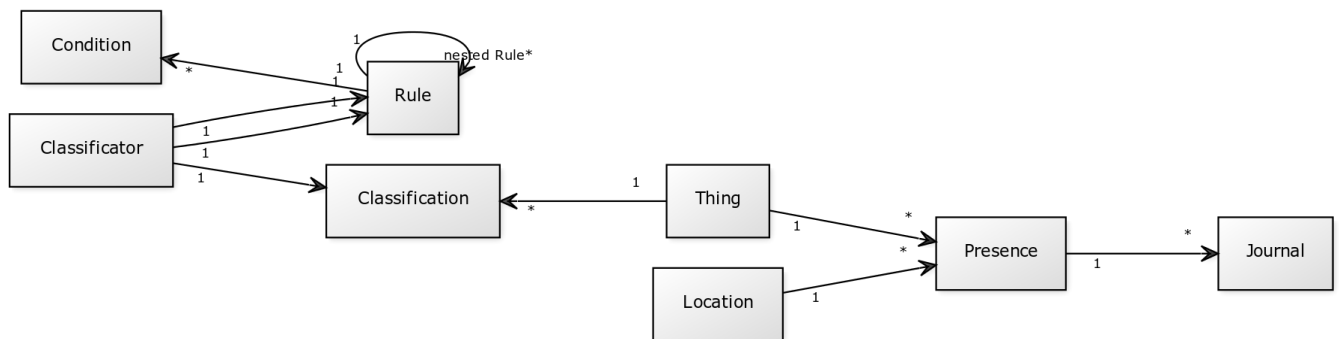 Condition
*
1
1
nested Rule*
1
1
Rule
Classificator
1
1
1
Classification
*
1
Thing
1
*
*
Presence
1
*
Journal
Location
1